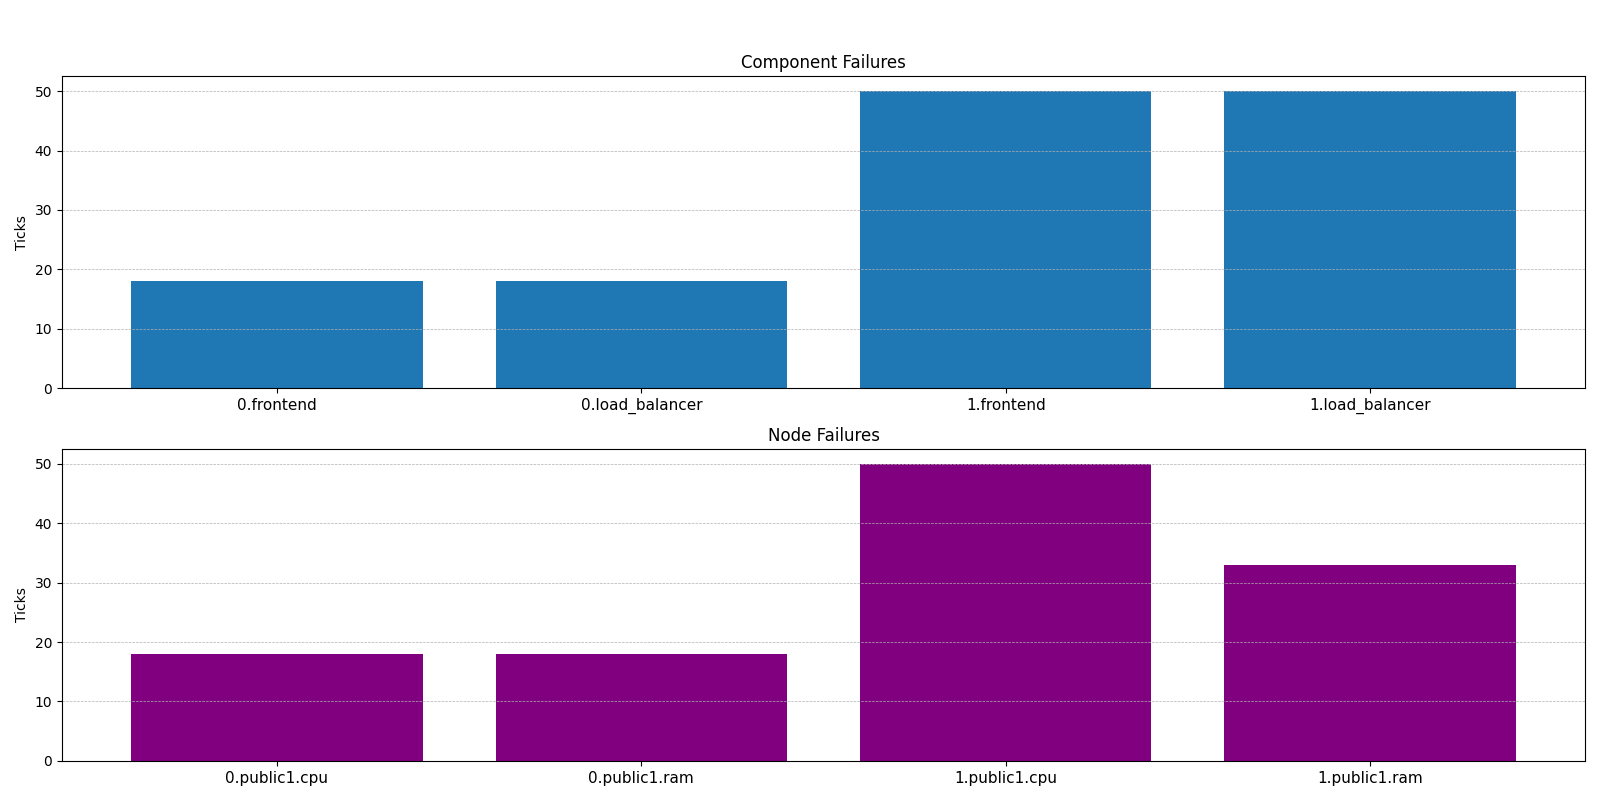 Component Failures
50
40
30
20
10
0
Ticks
0.frontend 0.load_balancer 1.frontend 1.load_balancer
Node Failures
50
40
30
20
10
0
Ticks
0.public1.cpu 0.public1.ram 1.public1.cpu 1.public1.ram